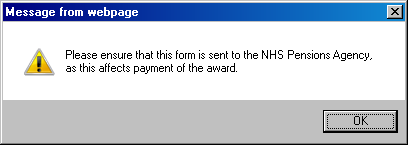 Message from webpage
Please ensure that this form is sent to the NHS Pensions Agency,
as this affects payment of the award.
OK